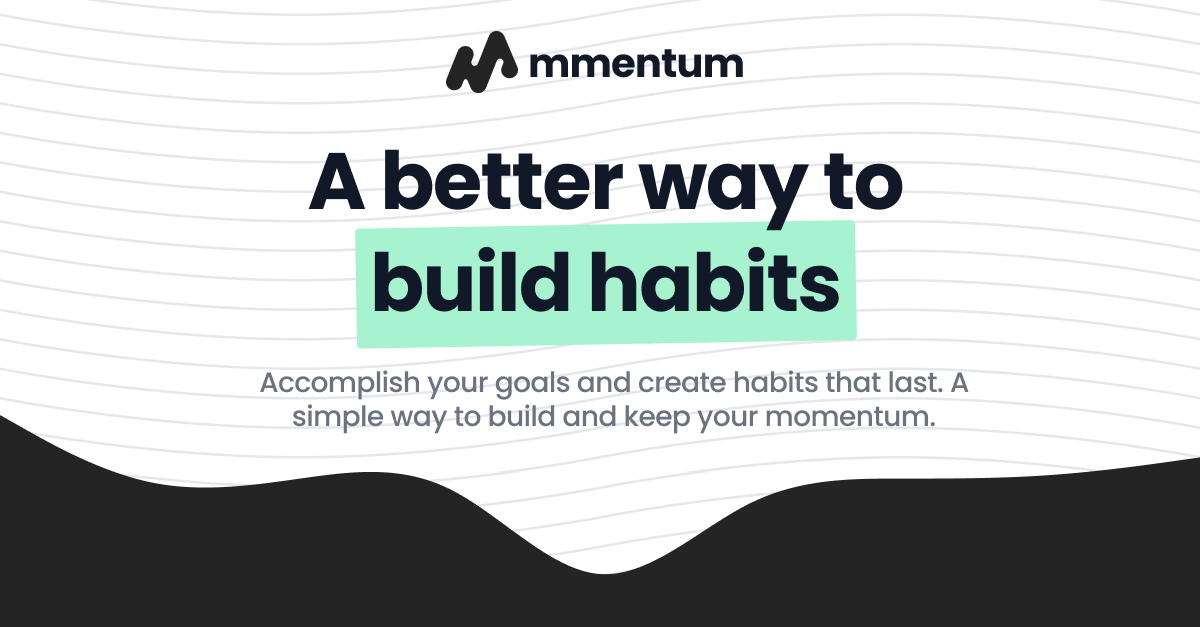 mmentum
A better way to
build habits
Accomplish your goals and create habits that last. A
simple way to build and keep your momentum.